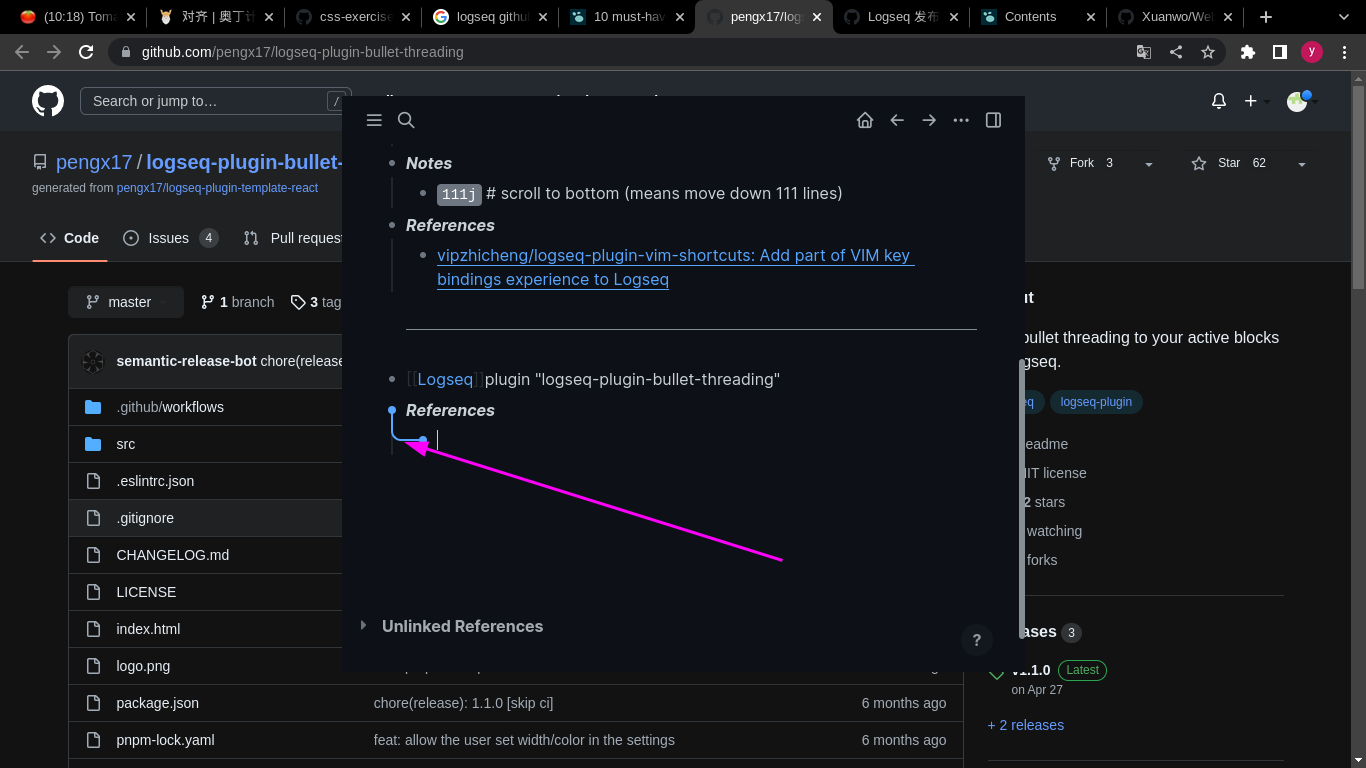 (10:18) Toma
对齐 | 奥丁计
css-exercise
logseq githu
10 must-hav
pengx17/logs
Logseq 发布
Contents
Xuanwo/Wel
github.com/pengx17/logseq-plugin-bullet-threading
y
Search or jump to…
/
pengx17 / logseq-plugin-bullet-
Fork 3
Star 62
generated from pengx17/logseq-plugin-template-react
Code
Issues 4
Pull request
master
1 branch
3 tag
semantic-release-bot chore(release
.github/workflows
src
.eslintrc.json
.gitignore
CHANGELOG.md
LICENSE
index.html
logo.png
package.json
chore(release): 1.1.0 [skip ci]
6 months ago
pnpm-lock.yaml
feat: allow the user set width/color in the settings
6 months ago
Notes
111j # scroll to bottom (means move down 111 lines)
References
vipzhicheng/logseq-plugin-vim-shortcuts: Add part of VIM key
bindings experience to Logseq
[[Logseq]]plugin "logseq-plugin-bullet-threading"
References
Unlinked References
?
ut
bullet threading to your active blocks
gseq.
eq
logseq-plugin
eadme
IT license
2 stars
watching
forks
ases 3
v1.1.0 Latest
on Apr 27
+ 2 releases